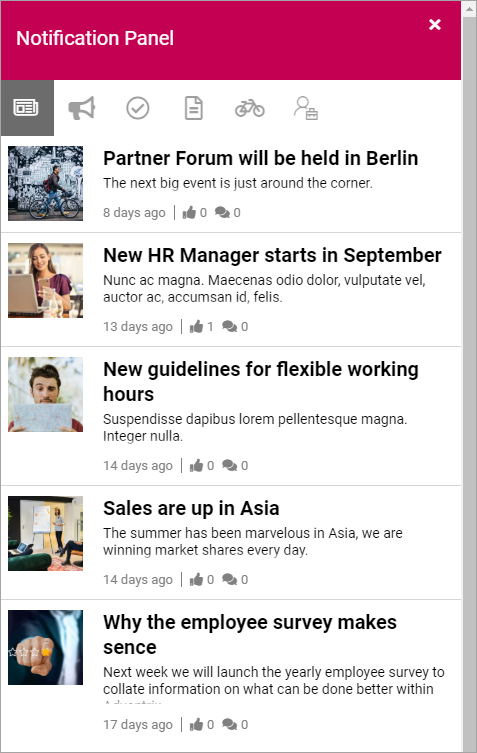 Notification Panel
Partner Forum will be held in Berlin
The next big event is just around the corner.
8 days ago | 0 0
New HR Manager starts in September
Nunc ac magna. Maecenas odio dolor, vulputate vel,
auctor ac, accumsan id, felis.
13 days ago | 1 0
New guidelines for flexible working
hours
Suspendisse dapibus lorem pellentesque magna.
Integer nulla.
14 days ago | 0 0
Sales are up in Asia
The summer has been marvelous in Asia, we are
winning market shares every day.
14 days ago | 0 0
Why the employee survey makes
sence
Next week we will launch the yearly employee survey to
collate information on what can be done better within
17 days ago | 0 0